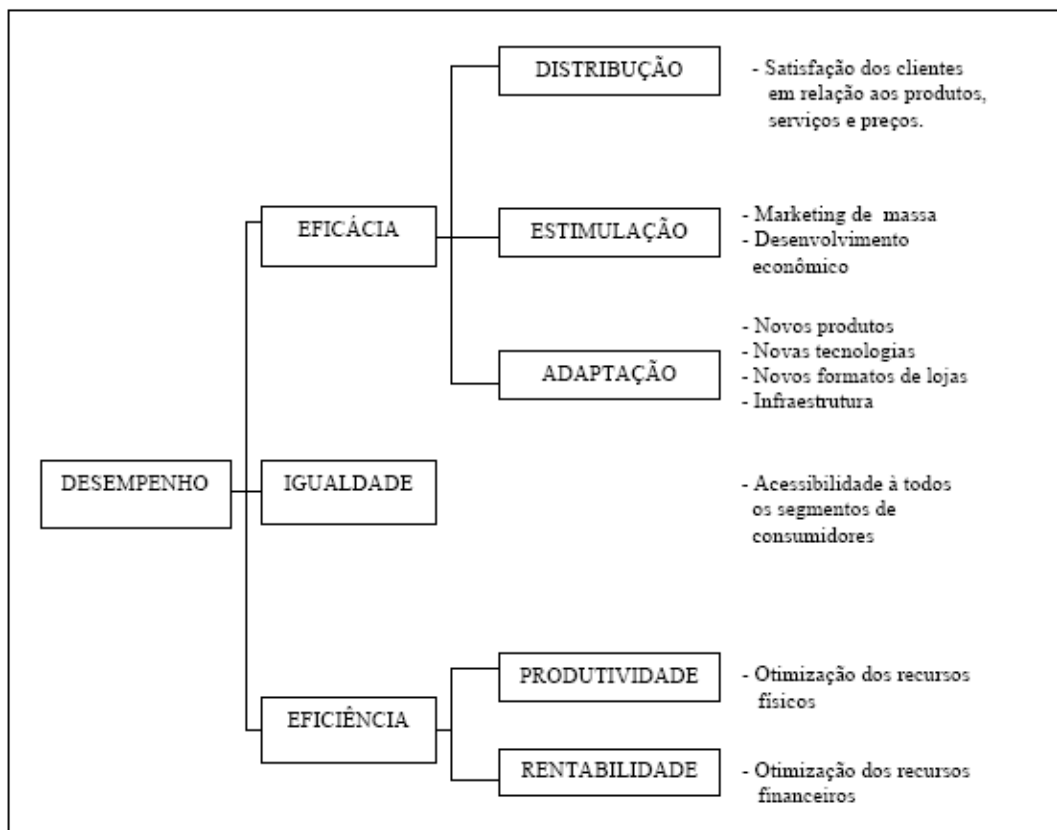 DISTRIBUÇÃO
- Satisfação dos clientes
em relação aos produtos,
serviços e preços.
EFICÁCIA
ESTIMULAÇÃO
- Marketing de massa
- Desenvolvimento
econômico
ADAPTAÇÃO
- Novos produtos
- Novas tecnologias
- Novos formatos de lojas
- Infraestrutura
DESEMPENHO
IGUALDADE
- Acessibilidade à todos
os segmentos de
consumidores
EFICIÊNCIA
PRODUTIVIDADE
- Otimização dos recursos
físicos
RENTABILIDADE
- Otimização dos recursos
financeiros